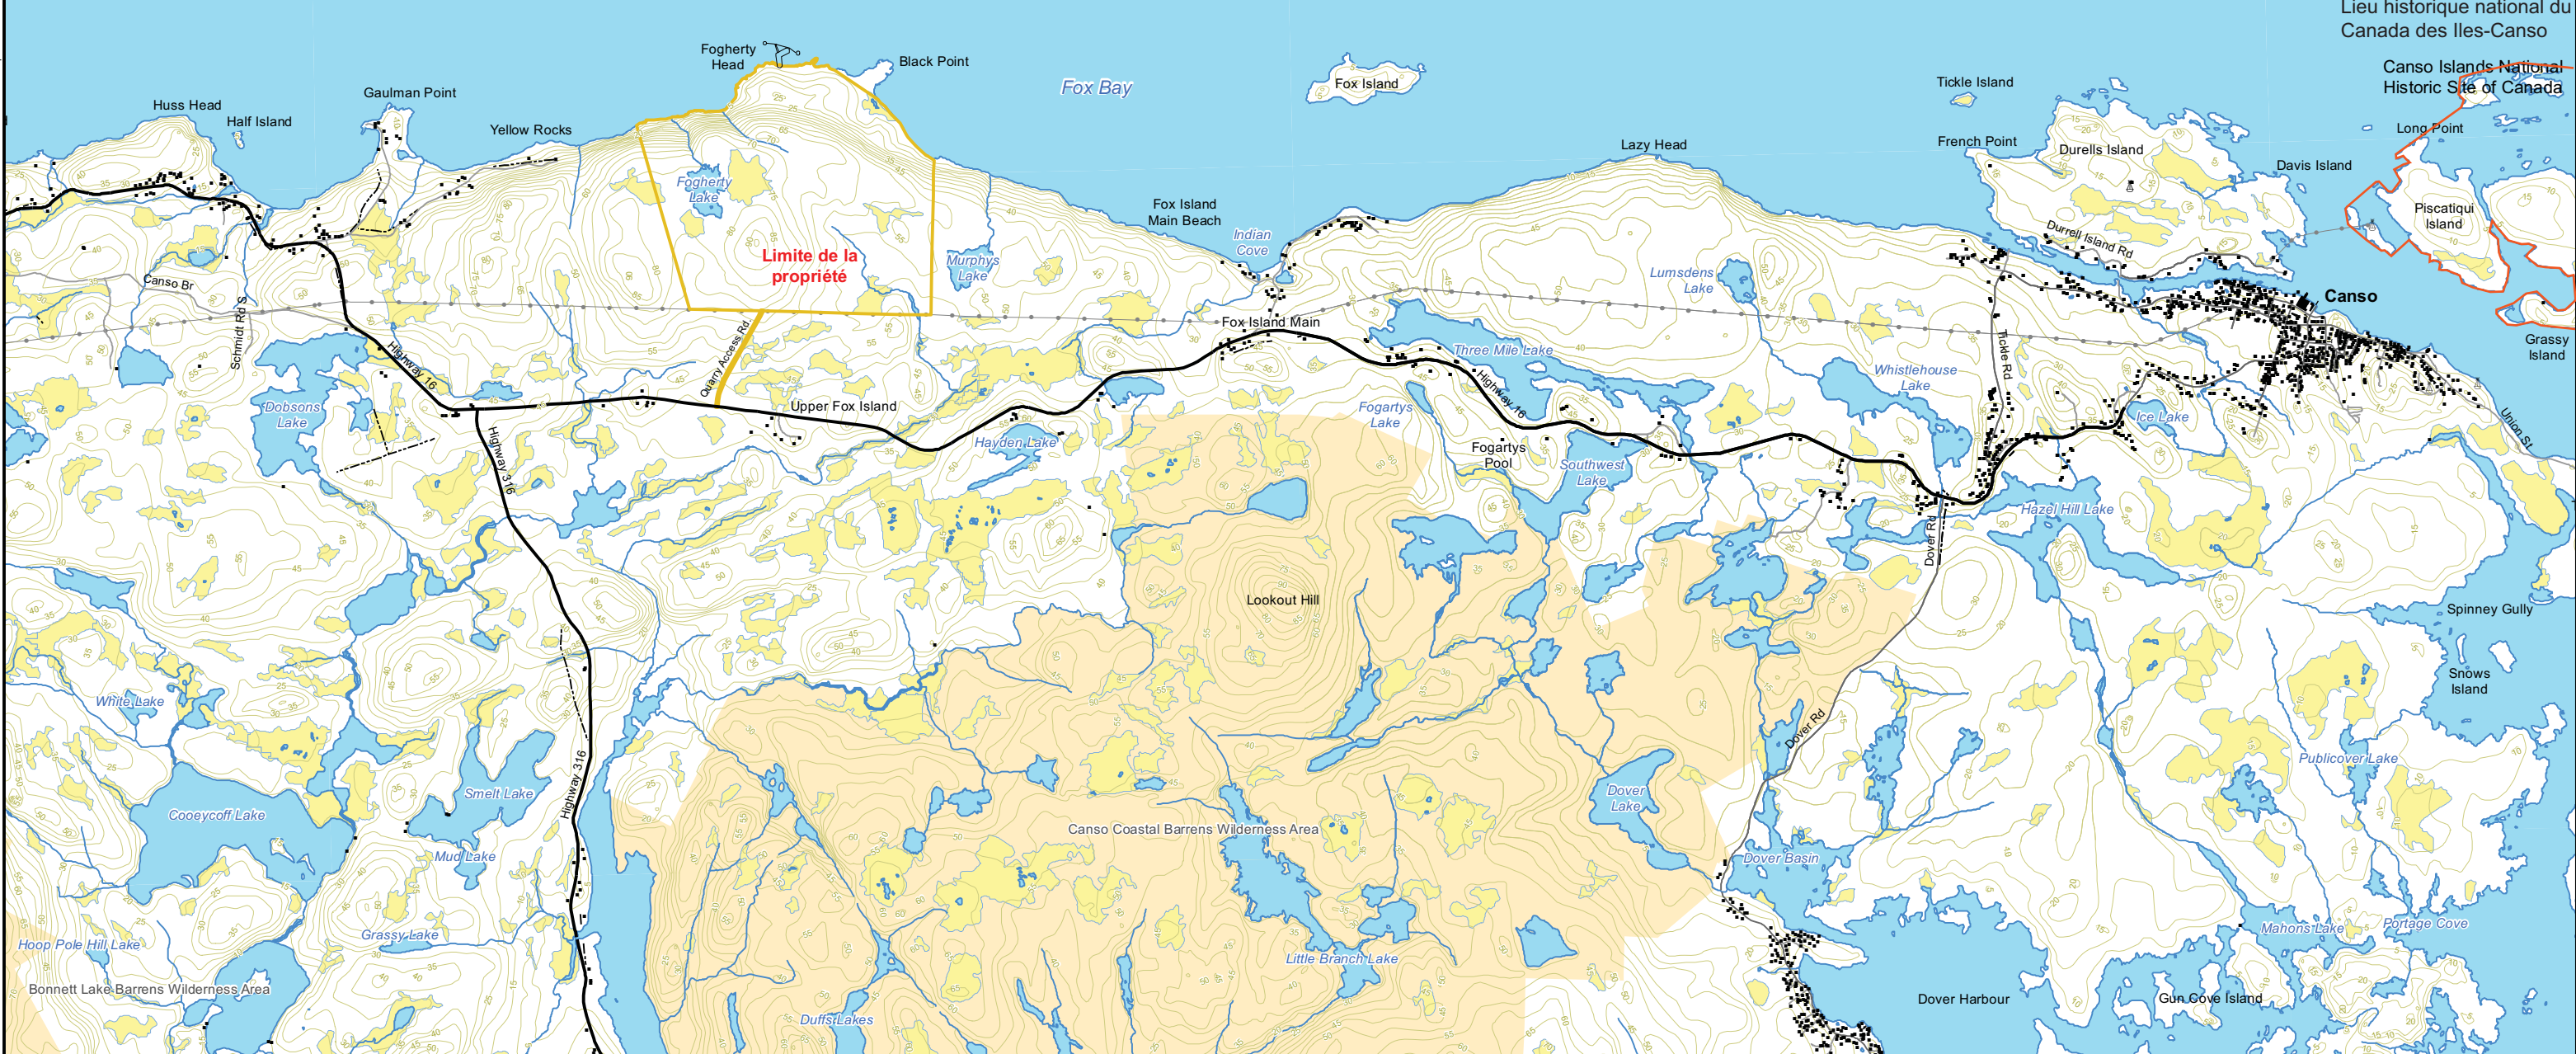 Lieu historique national du
Canada des Iles-Canso
Canso Islands National
Historic Site of Canada
Fogherty
Head
Black Point
Fox Bay
Fox Island
Tickle Island
Huss Head
Gaulman Point
Half Island
Yellow Rocks
Long Point
French Point
Durells Island
Davis Island
Lazy Head
Fogherty
Lake
Fox Island
Main Beach
Piscatiqui
Island
Indian
Cove
Durrell Island Rd
Limite de la
propriété
Murphys
Lake
Lumsdens
Lake
Canso Br
Canso
Schmidt Rd S
Fox Island Main
Grassy
Island
Highway 16
Quarry Access Rd.
Three Mile Lake
Tickle Rd
Whistlehouse
Lake
Highway 16
Dobsons
Lake
Upper Fox Island
Fogartys
Lake
Ice Lake
Union St
Hayden Lake
Highway 316
Fogartys
Pool
Southwest
Lake
Hazel Hill Lake
Dover Rd
Lookout Hill
Spinney Gully
Snows
Island
White Lake
Dover Rd
Publicover Lake
Highway 316
Smelt Lake
Dover
Lake
Cooeycoff Lake
Canso Coastal Barrens Wilderness Area
Mud Lake
Dover Basin
Grassy Lake
Hoop Pole Hill Lake
Mahons Lake
Portage Cove
Little Branch Lake
Bonnett Lake Barrens Wilderness Area
Dover Harbour
Gun Cove Island
Duffs Lakes